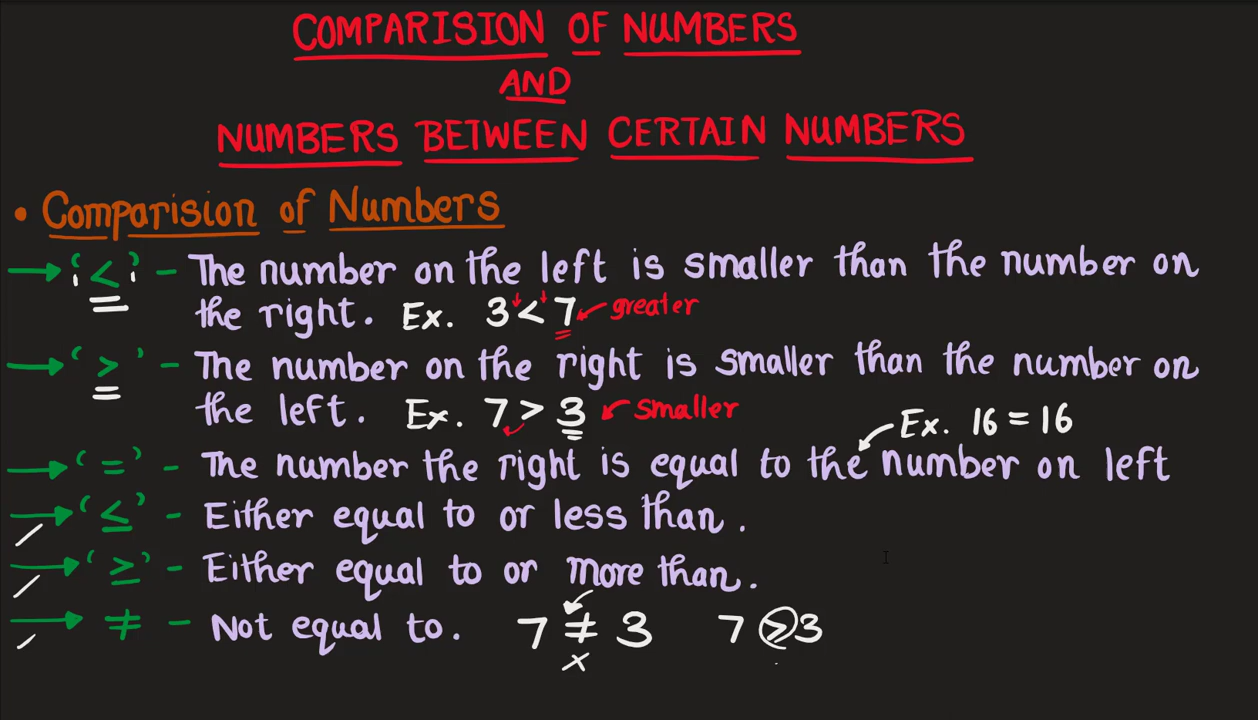 COMPARISION OF NUMBERS
AND
NUMBERS BETWEEN CERTAIN NUMBERS
• Comparision of Numbers
→ '<' - The number on the left is smaller than the number on
the right. Ex. 3 < 7 greater
→ '>' - The number on the right is smaller than the number on
the left. Ex. 7 > 3 smaller
Ex. 16 = 16
→ '=' - The number the right is equal to the number on left
→ '≤' - Either equal to or less than.
→ '≥' - Either equal to or more than.
→ ≠ - Not equal to. 7 ≠ 3 7 > 3
x